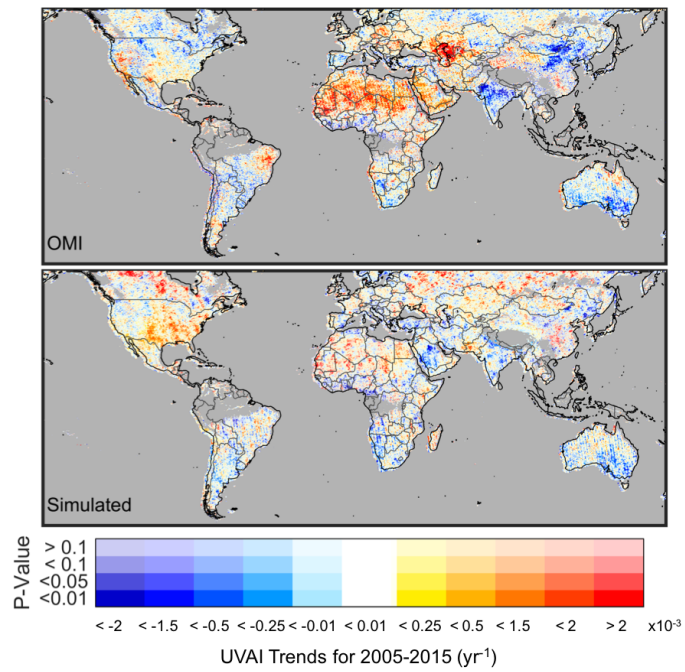 OMI
Simulated
P-Value
> 0.1
< 0.1
<0.05
<0.01
< -2 < -1.5 < -0.5 < -0.25 < -0.01 < 0.01 < 0.25 < 0.5 < 1.5 < 2 > 2 x10⁻³
UVAI Trends for 2005-2015 (yr⁻¹)